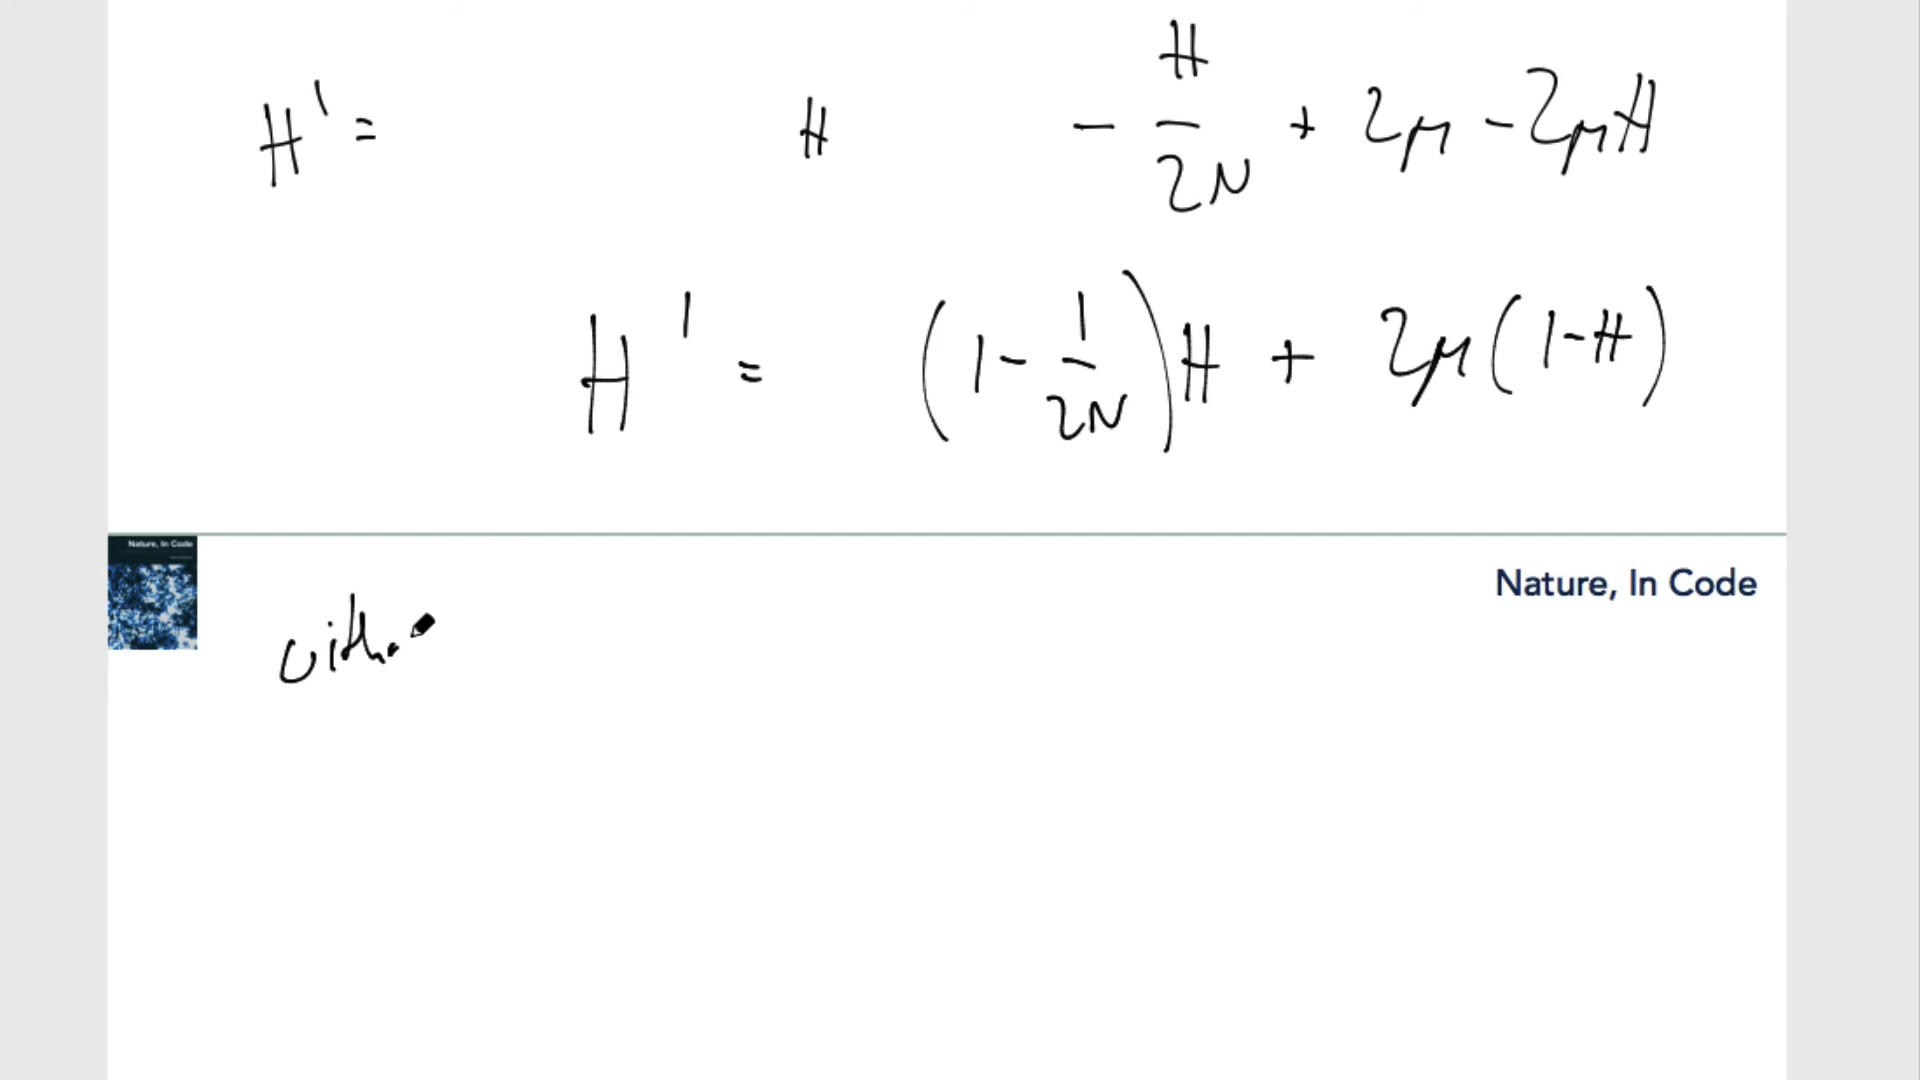 H' = H - H/2N + 2μ - 2μH
H' = (1 - 1/2N)H + 2μ(1-H)
Nature, In Code
Nature, In Code